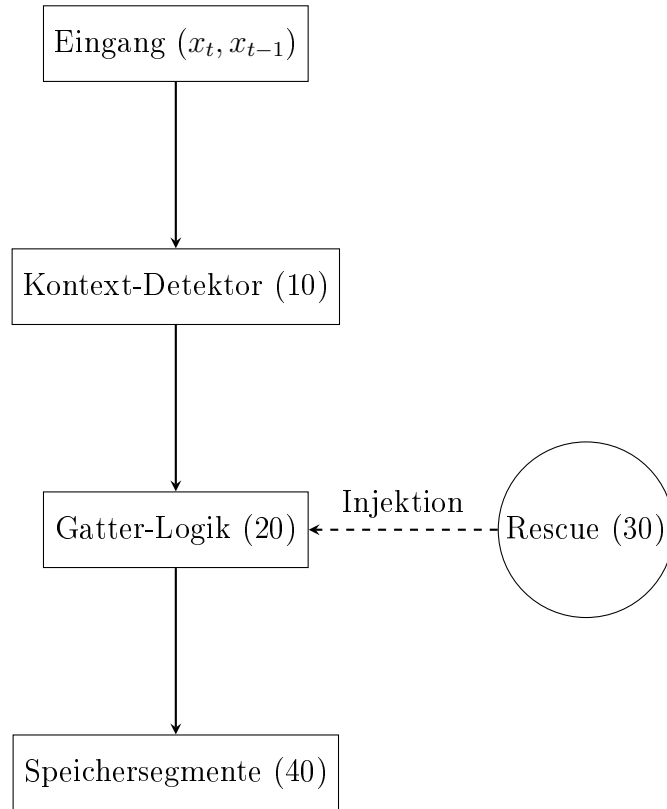 Eingang (x_t, x_{t−1})
Kontext-Detektor (10)
Injektion
Gatter-Logik (20)
Rescue (30)
Speichersegmente (40)